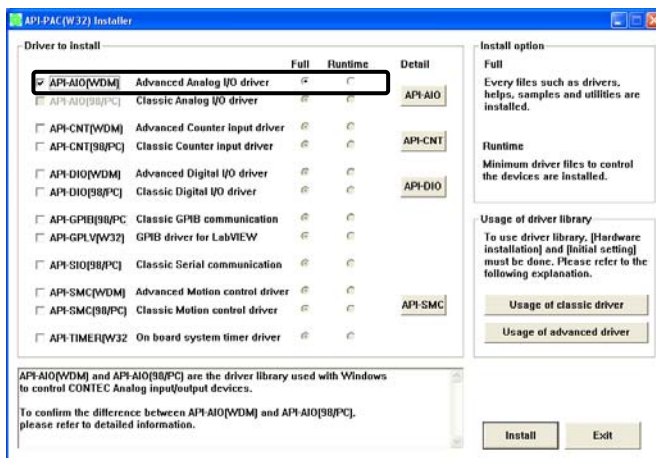 API-PAC(W32) Installer
Driver to install
Full Runtime Detail
API-AIO(WDM) Advanced Analog I/O driver
API-AIO(98/PC) Classic Analog I/O driver
API-AIO
API-CNT(WDM) Advanced Counter input driver
API-CNT(98/PC) Classic Counter input driver
API-CNT
API-DIO(WDM) Advanced Digital I/O driver
API-DIO(98/PC) Classic Digital I/O driver
API-DIO
API-GPIB(98/PC Classic GPIB communication
API-GPLV(W32) GPIB driver for LabVIEW
API-SIO(98/PC) Classic Serial communication
API-SMC(WDM) Advanced Motion control driver
API-SMC(98/PC) Classic Motion control driver
API-SMC
API-TIMER(W32 On board system timer driver
Install option
Full
Every files such as drivers,
helps, samples and utilities are
installed.
Runtime
Minimum driver files to control
the devices are installed.
Usage of driver library
To use driver library, [Hardware
installation] and [Initial setting]
must be done. Please refer to the
following explanation.
Usage of classic driver
Usage of advanced driver
API-AIO(WDM) and API-AIO(98/PC) are the driver library used with Windows
to control CONTEC Analog input/output devices.
To confirm the difference between API-AIO(WDM) and API-AIO(98/PC),
please refer to detailed information.
Install
Exit